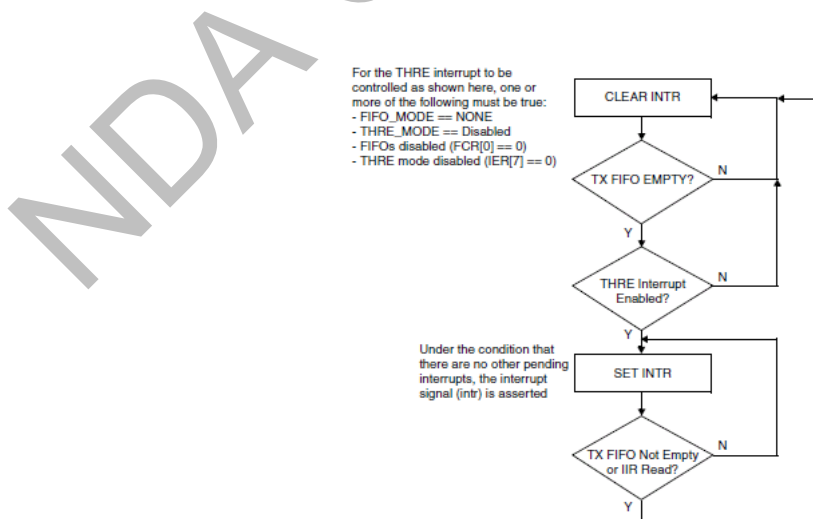 NDA
For the THRE interrupt to be
controlled as shown here, one or
more of the following must be true:
- FIFO_MODE == NONE
- THRE_MODE == Disabled
- FIFOs disabled (FCR[0] == 0)
- THRE mode disabled (IER[7] == 0)
CLEAR INTR
TX FIFO EMPTY?
N
Y
THRE Interrupt
Enabled?
N
Y
Under the condition that
there are no other pending
interrupts, the interrupt
signal (intr) is asserted
SET INTR
TX FIFO Not Empty
or IIR Read?
N
Y